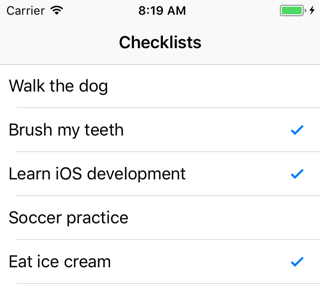 Carrier 8:19 AM
Checklists
Walk the dog
Brush my teeth
Learn iOS development
Soccer practice
Eat ice cream